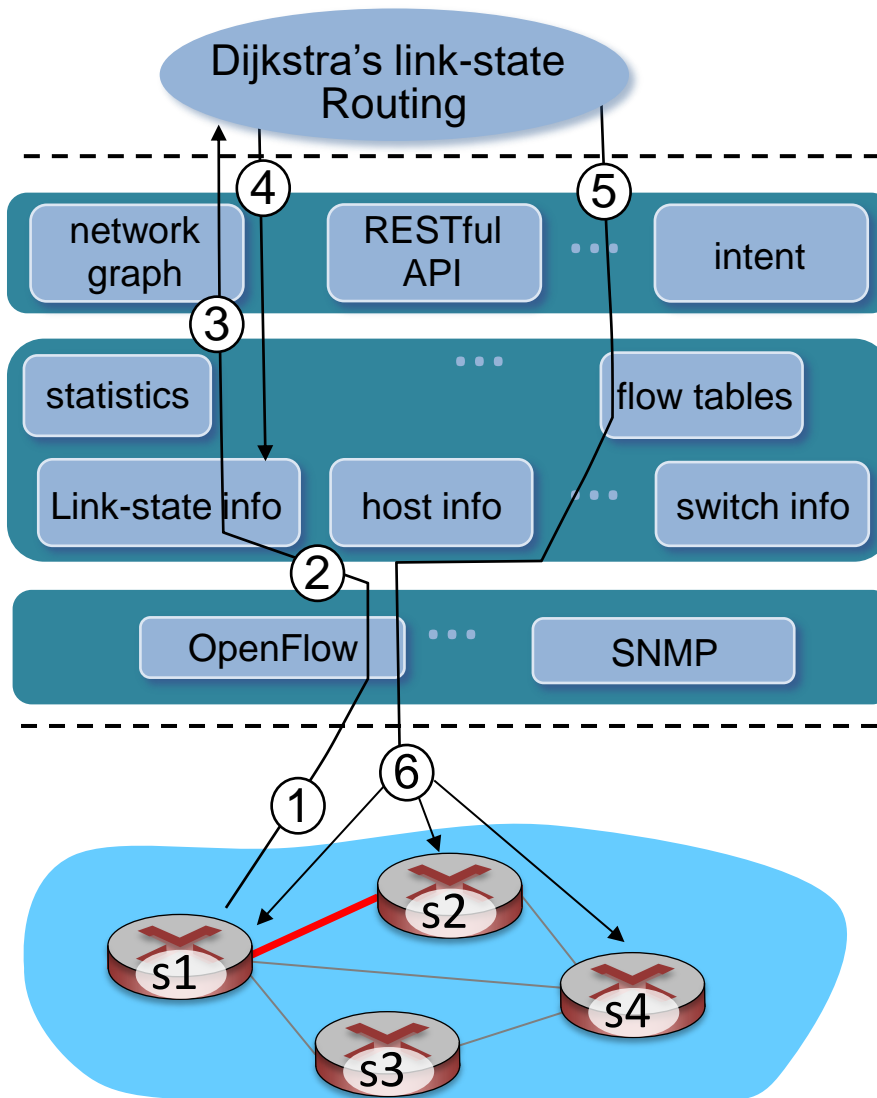 Dijkstra's link-state
Routing
4
5
network
graph
RESTful
API
...
intent
3
statistics
...
flow tables
Link-state info
host info
...
switch info
2
OpenFlow
...
SNMP
1
6
s2
s1
s4
s3